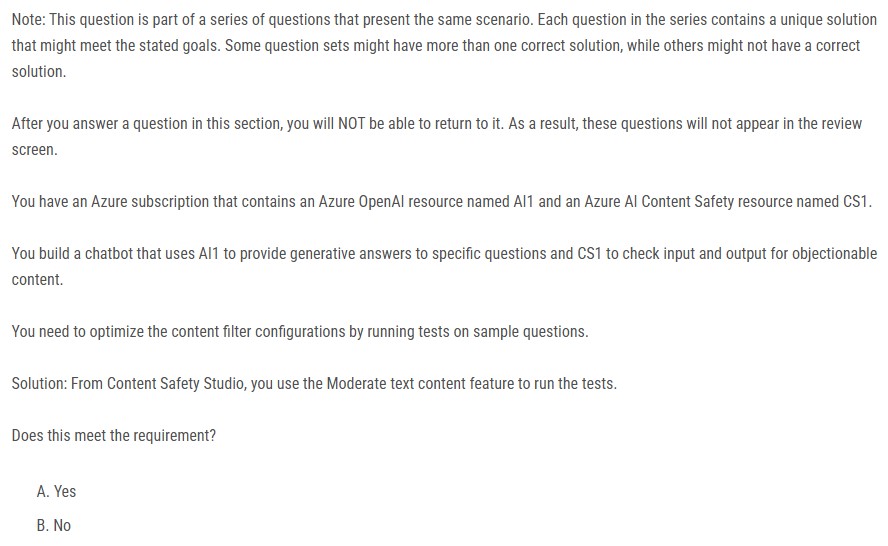 Note: This question is part of a series of questions that present the same scenario. Each question in the series contains a unique solution
that might meet the stated goals. Some question sets might have more than one correct solution, while others might not have a correct
solution.
After you answer a question in this section, you will NOT be able to return to it. As a result, these questions will not appear in the review
screen.
You have an Azure subscription that contains an Azure OpenAI resource named AI1 and an Azure AI Content Safety resource named CS1.
You build a chatbot that uses AI1 to provide generative answers to specific questions and CS1 to check input and output for objectionable
content.
You need to optimize the content filter configurations by running tests on sample questions.
Solution: From Content Safety Studio, you use the Moderate text content feature to run the tests.
Does this meet the requirement?
A. Yes
B. No